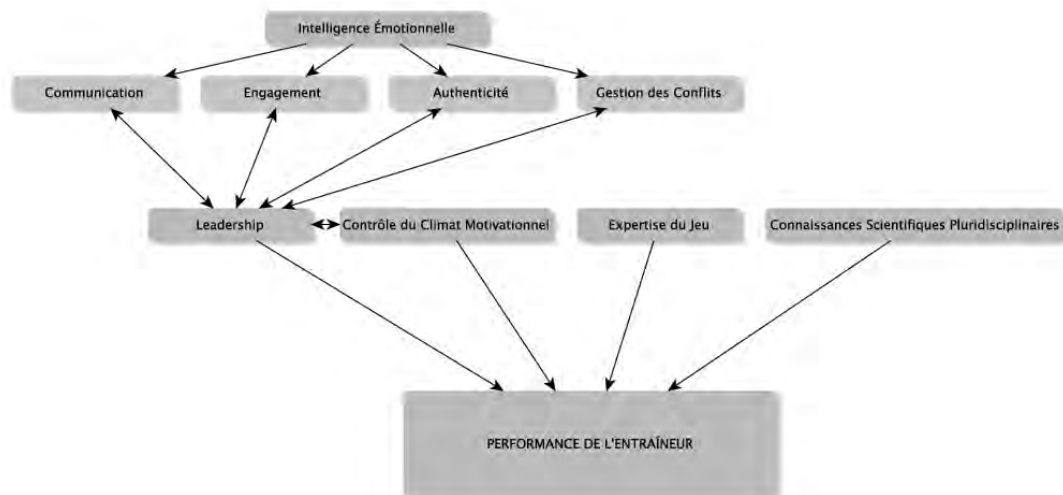 Intelligence Émotionnelle
Communication
Engagement
Authenticité
Gestion des Conflits
Leadership
Contrôle du Climat Motivationnel
Expertise du Jeu
Connaissances Scientifiques Pluridisciplinaires
PERFORMANCE DE L'ENTRAÎNEUR